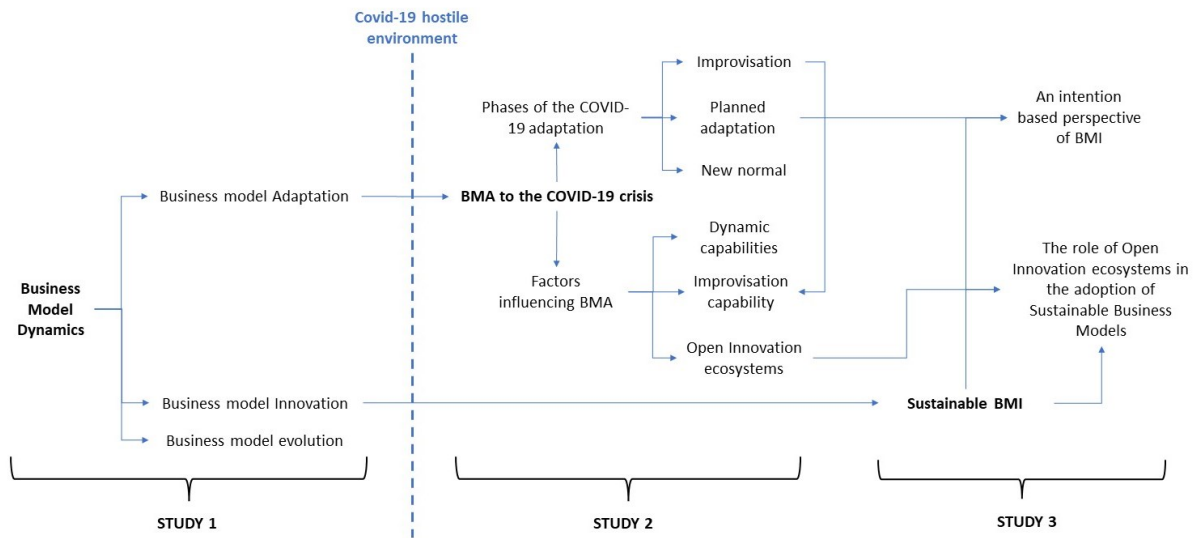 Covid-19 hostile
environment
Business
Model
Dynamics
Business model Adaptation
Business model Innovation
Business model evolution
STUDY 1
Phases of the COVID-
19 adaptation
BMA to the COVID-19 crisis
Factors
influencing BMA
Improvisation
Planned
adaptation
New normal
Dynamic
capabilities
Improvisation
capability
Open Innovation
ecosystems
STUDY 2
An intention
based perspective
of BMI
The role of Open
Innovation ecosystems in
the adoption of
Sustainable Business
Models
Sustainable BMI
STUDY 3